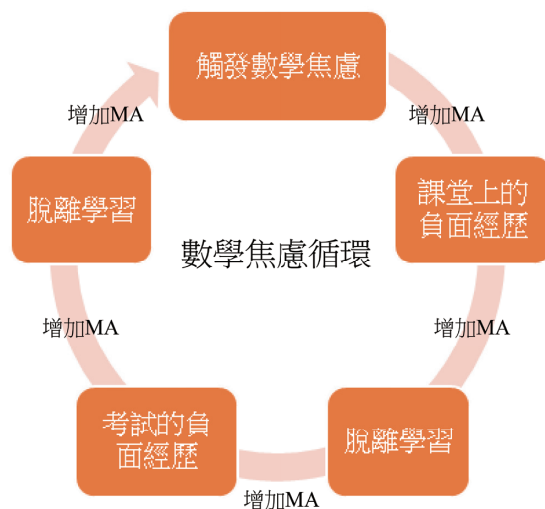 觸發數學焦慮
增加MA
增加MA
脫離學習
課堂上的
負面經歷
數學焦慮循環
增加MA
增加MA
考試的負
面經歷
脫離學習
增加MA